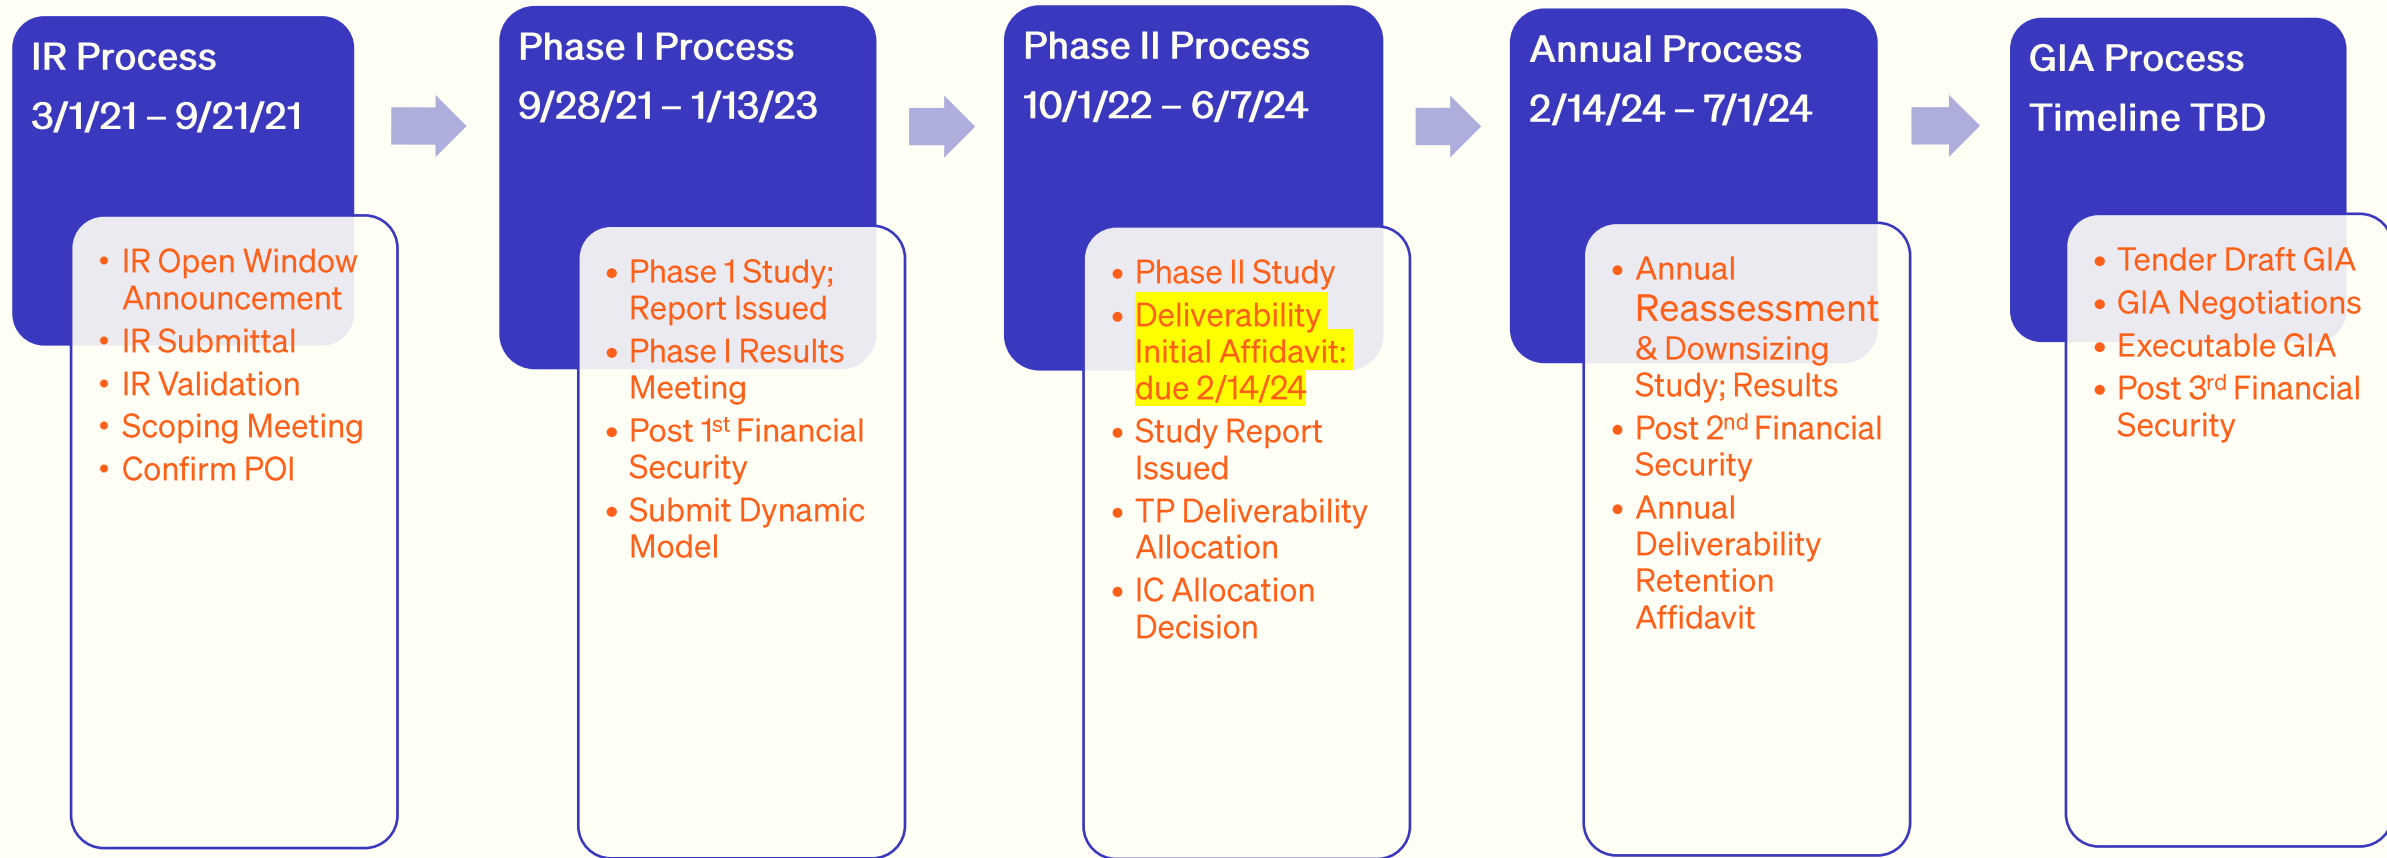 IR Process
3/1/21 – 9/21/21
• IR Open Window
Announcement
• IR Submittal
• IR Validation
• Scoping Meeting
• Confirm POI
Phase I Process
9/28/21 – 1/13/23
• Phase 1 Study;
Report Issued
• Phase I Results
Meeting
• Post 1st Financial
Security
• Submit Dynamic
Model
Phase II Process
10/1/22 – 6/7/24
• Phase II Study
• Deliverability
Initial Affidavit:
due 2/14/24
• Study Report
Issued
• TP Deliverability
Allocation
• IC Allocation
Decision
Annual Process
2/14/24 – 7/1/24
• Annual
Reassessment
& Downsizing
Study; Results
• Post 2nd Financial
Security
• Annual
Deliverability
Retention
Affidavit
GIA Process
Timeline TBD
• Tender Draft GIA
• GIA Negotiations
• Executable GIA
• Post 3rd Financial
Security